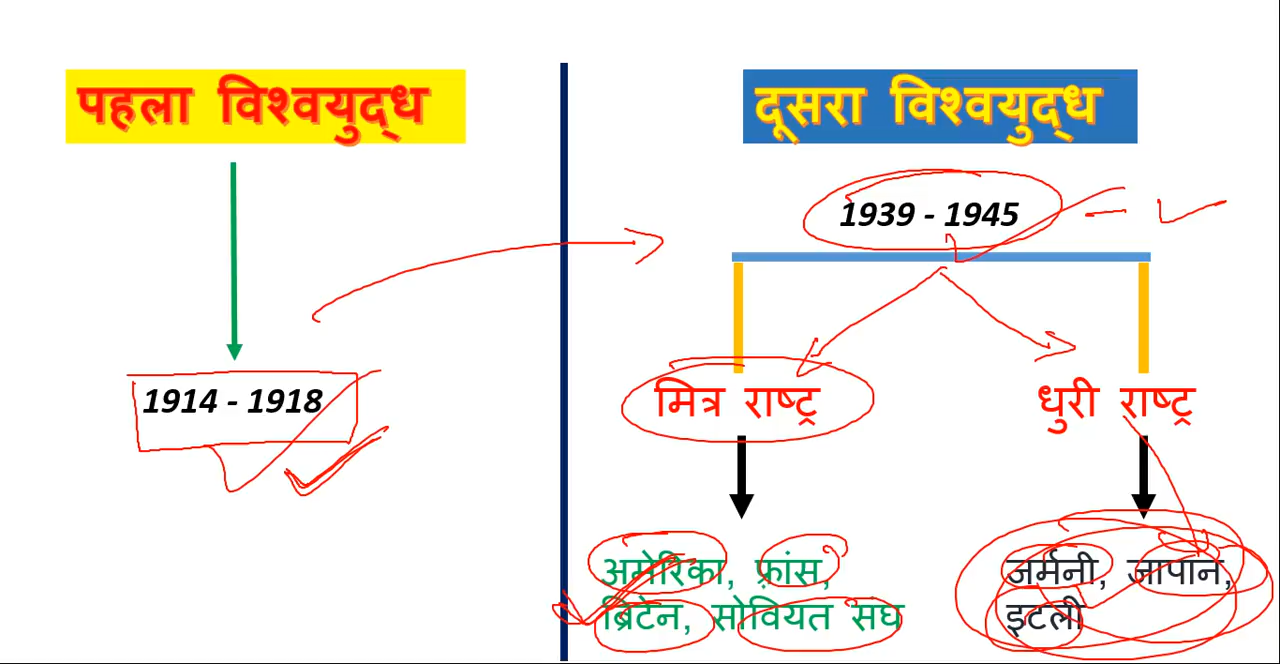 पहला विश्वयुद्ध
1914 - 1918
दूसरा विश्वयुद्ध
1939 - 1945
मित्र राष्ट्र
धुरी राष्ट्र
अमेरिका, फ़्रांस,
ब्रिटेन, सोवियत संघ
जर्मनी, जापान,
इटली